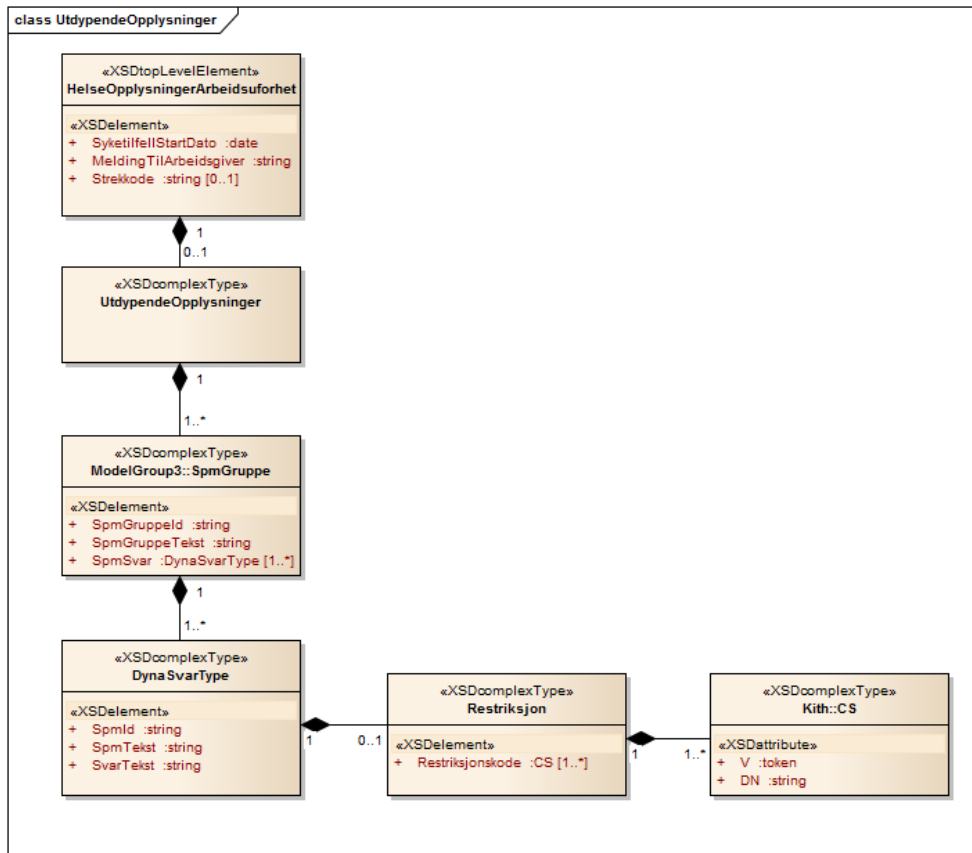 class UtdypendeOpplysninger
«XSDtopLevelElement»
HelseOpplysningerArbeidsuforhet
«XSDelement»
+ SyketilfellStartDato :date
+ MeldingTilArbeidsgiver :string
+ Strekkode :string [0..1]
1
0..1
«XSDcomplexType»
UtdypendeOpplysninger
1
1..*
«XSDcomplexType»
ModelGroup3::SpmGruppe
«XSDelement»
+ SpmGruppeId :string
+ SpmGruppeTekst :string
+ SpmSvar :DynaSvarType [1..*]
1
1..*
«XSDcomplexType»
DynaSvarType
«XSDelement»
+ SpmId :string
+ SpmTekst :string
+ SvarTekst :string
1
0..1
«XSDcomplexType»
Restriksjon
«XSDelement»
+ Restriksjonskode :CS [1..*]
1
1..*
«XSDcomplexType»
Kith::CS
«XSDattribute»
+ V :token
+ DN :string